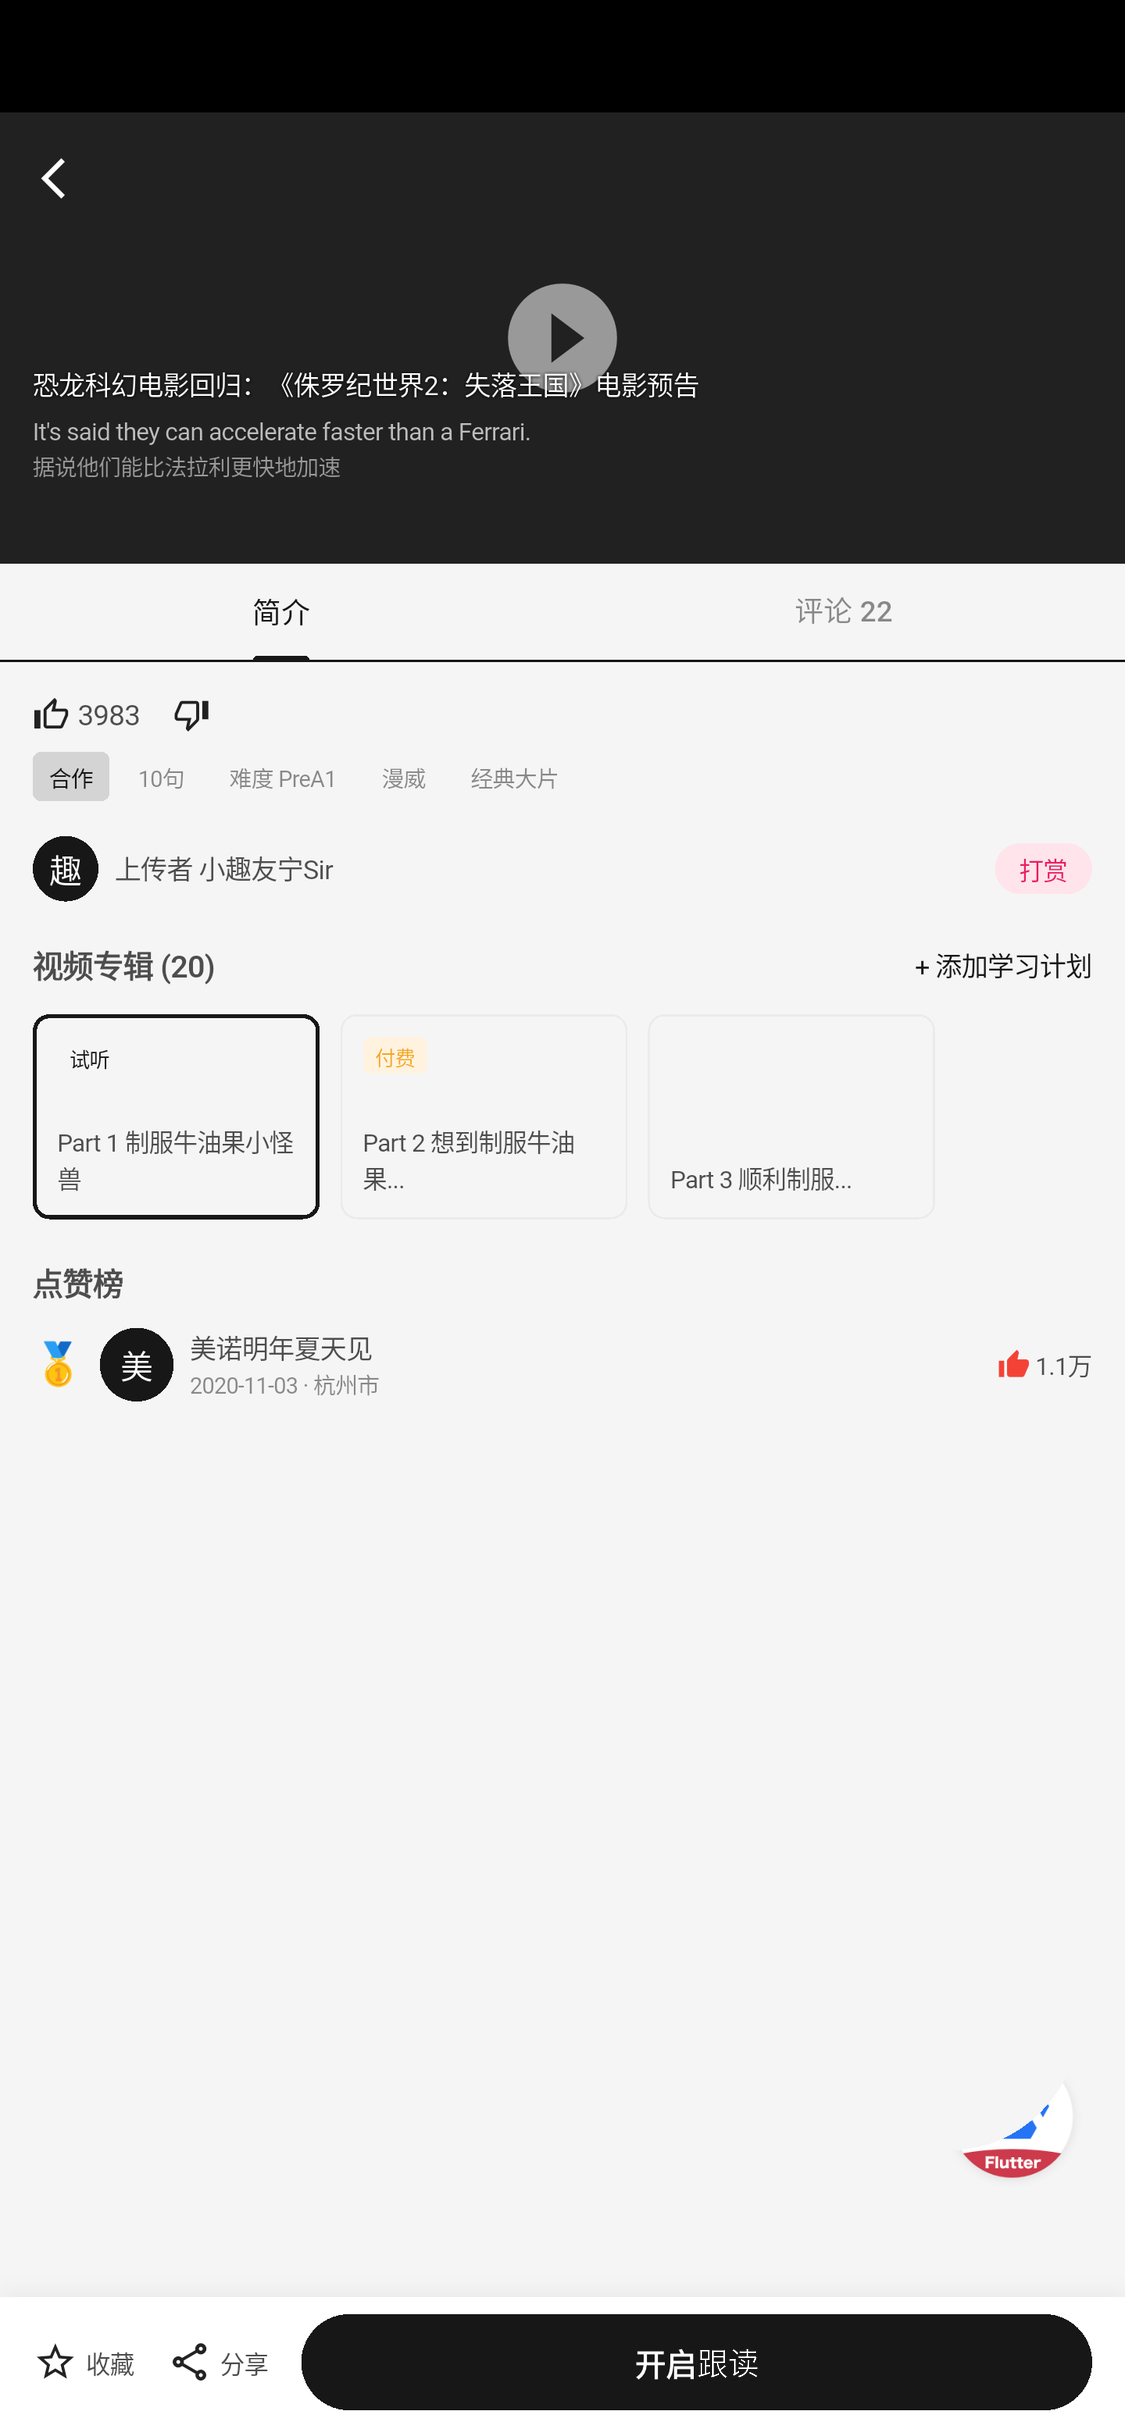 恐龙科幻电影回归：《侏罗纪世界2：失落王国》电影预告
It's said they can accelerate faster than a Ferrari.
据说他们能比法拉利更快地加速
简介
评论 22
3983
合作
10句
难度 PreA1
漫威
经典大片
趣
上传者 小趣友宁Sir
打赏
视频专辑 (20)
+ 添加学习计划
试听
Part 1 制服牛油果小怪
兽
付费
Part 2 想到制服牛油
果...
Part 3 顺利制服...
点赞榜
1
美
美诺明年夏天见
2020-11-03 · 杭州市
1.1万
Flutter
收藏
分享
开启跟读